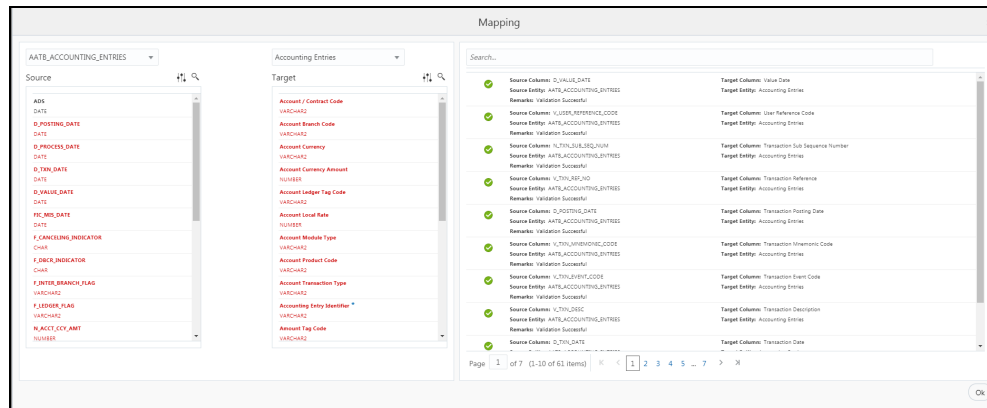 Mapping
AATB_ACCOUNTING_ENTRIES
Accounting Entries
Source
Target
ADS
DATE
D_POSTING_DATE
DATE
D_PROCESS_DATE
DATE
D_TXN_DATE
DATE
D_VALUE_DATE
DATE
FIC_MIS_DATE
DATE
F_CANCELING_INDICATOR
CHAR
F_DBCR_INDICATOR
CHAR
F_INTER_BRANCH_FLAG
VARCHAR2
F_LEDGER_FLAG
VARCHAR2
N_ACCT_CCY_AMT
NUMBER
Account / Contract Code
VARCHAR2
Account Branch Code
VARCHAR2
Account Currency
VARCHAR2
Account Currency Amount
NUMBER
Account Ledger Tag Code
VARCHAR2
Account Local Rate
NUMBER
Account Module Type
VARCHAR2
Account Product Code
VARCHAR2
Account Transaction Type
VARCHAR2
Accounting Entry Identifier *
VARCHAR2
Amount Tag Code
VARCHAR2
Search...
Source Column: D_VALUE_DATE Target Column: Value Date
Source Entity: AATB_ACCOUNTING_ENTRIES Target Entity: Accounting Entries
Remarks: Validation Successful
Source Column: V_USER_REFERENCE_CODE Target Column: User Reference Code
Source Entity: AATB_ACCOUNTING_ENTRIES Target Entity: Accounting Entries
Remarks: Validation Successful
Source Column: N_TXN_SUB_SEQ_NUM Target Column: Transaction Sub Sequence Number
Source Entity: AATB_ACCOUNTING_ENTRIES Target Entity: Accounting Entries
Remarks: Validation Successful
Source Column: V_TXN_REF_NO Target Column: Transaction Reference
Source Entity: AATB_ACCOUNTING_ENTRIES Target Entity: Accounting Entries
Remarks: Validation Successful
Source Column: D_POSTING_DATE Target Column: Transaction Posting Date
Source Entity: AATB_ACCOUNTING_ENTRIES Target Entity: Accounting Entries
Remarks: Validation Successful
Source Column: V_TXN_MNEMONIC_CODE Target Column: Transaction Mnemonic Code
Source Entity: AATB_ACCOUNTING_ENTRIES Target Entity: Accounting Entries
Remarks: Validation Successful
Source Column: V_TXN_EVENT_CODE Target Column: Transaction Event Code
Source Entity: AATB_ACCOUNTING_ENTRIES Target Entity: Accounting Entries
Remarks: Validation Successful
Source Column: V_TXN_DESC Target Column: Transaction Description
Source Entity: AATB_ACCOUNTING_ENTRIES Target Entity: Accounting Entries
Remarks: Validation Successful
Source Column: D_TXN_DATE Target Column: Transaction Date
Page 1 of 7 (1-10 of 61 items) 1 2 3 4 5 ... 7
Ok